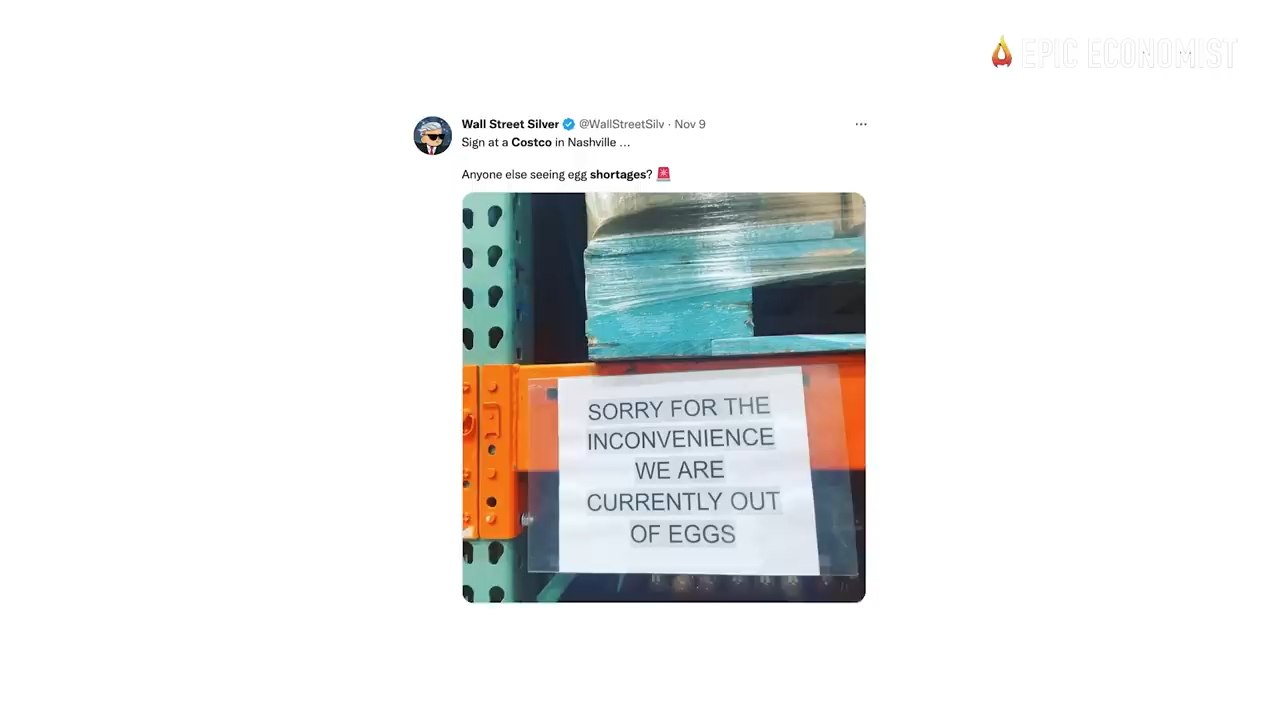 EPIC ECONOMIST
Wall Street Silver @WallStreetSilv · Nov 9
Sign at a Costco in Nashville ...
Anyone else seeing egg shortages? 🚨
SORRY FOR THE
INCONVENIENCE
WE ARE
CURRENTLY OUT
OF EGGS